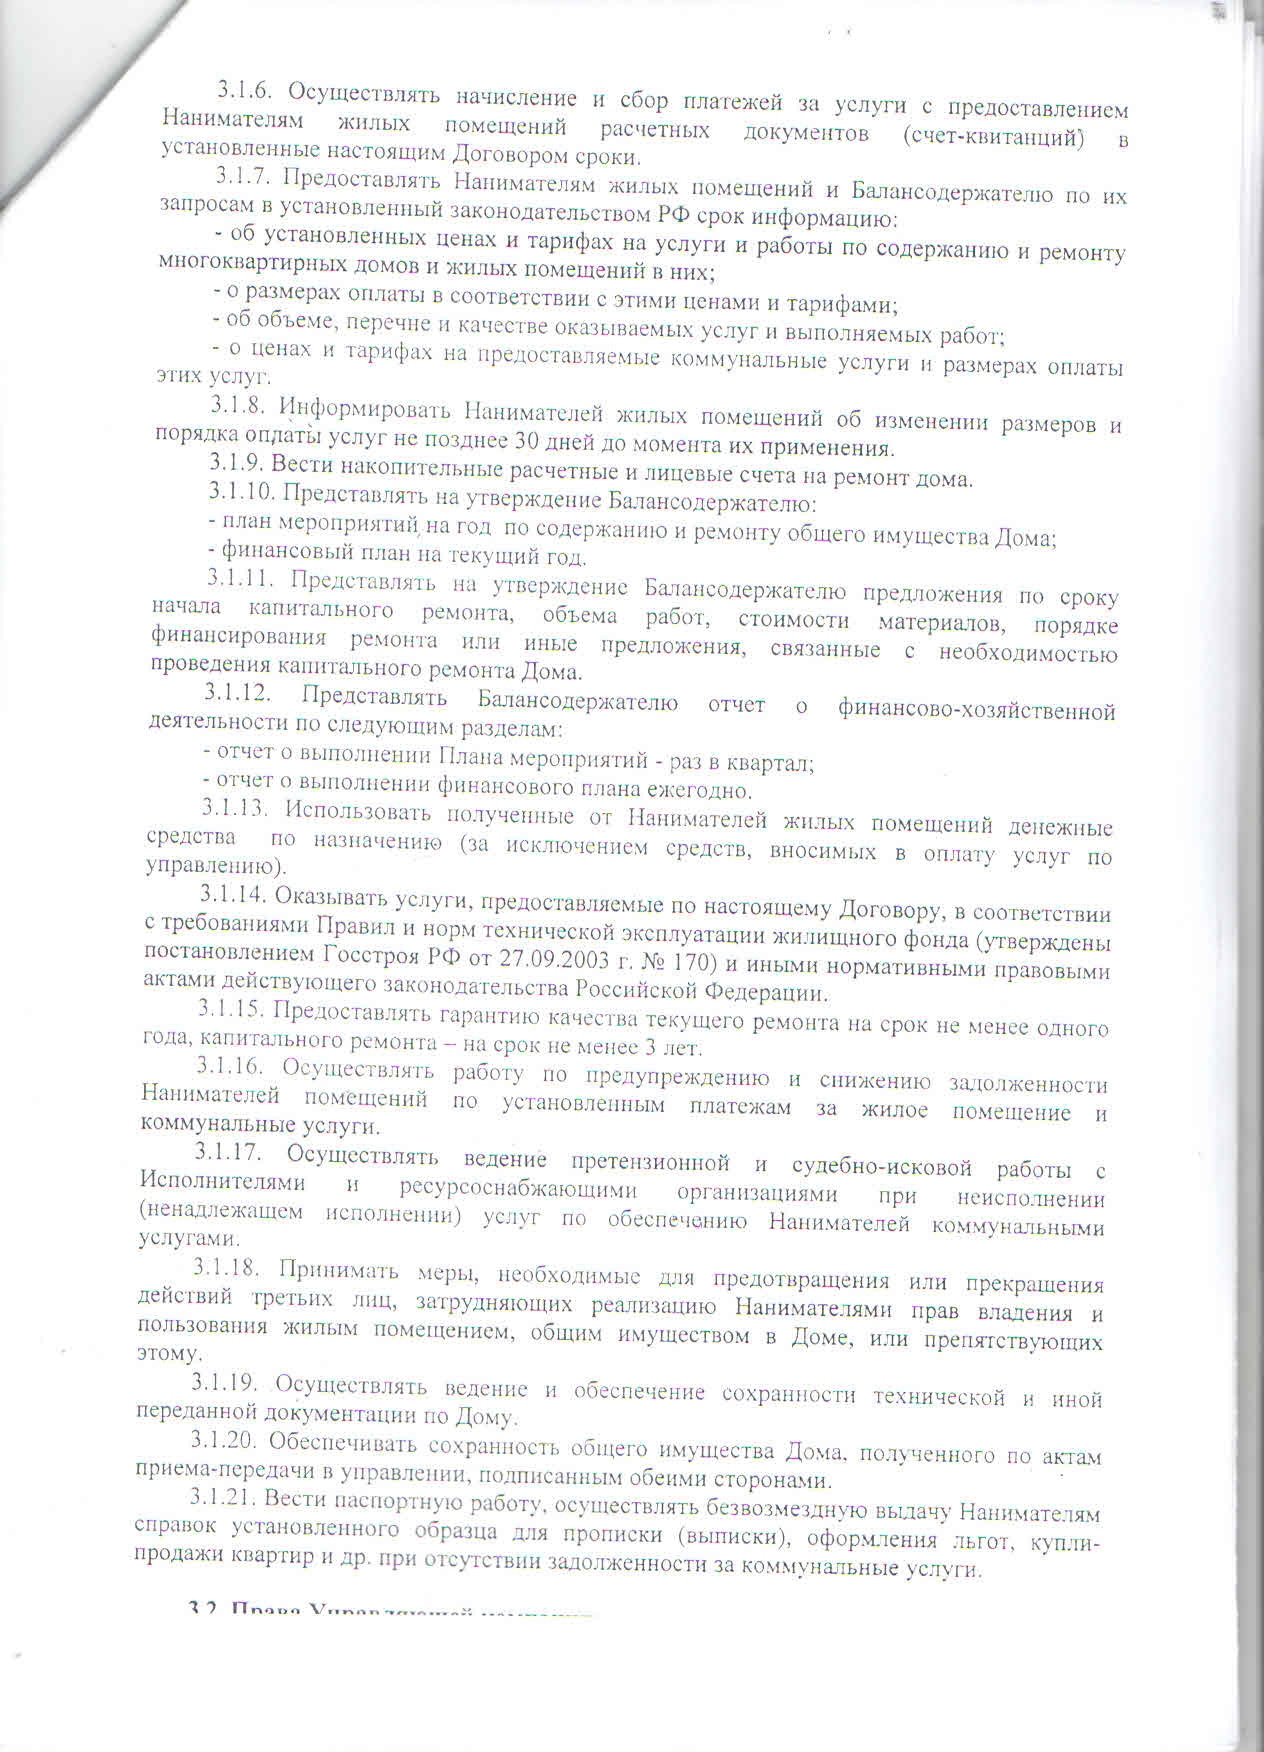 3.1.6. Осуществлять начисление и сбор платежей за услуги с предоставлением
Нанимателям жилых помещений расчетных документов (счет-квитанций) в
установленные настоящим Договором сроки.
3.1.7. Предоставлять Нанимателям жилых помещений и Балансодержателю по их
запросам в установленный законодательством РФ срок информацию:
- об установленных ценах и тарифах на услуги и работы по содержанию и ремонту
многоквартирных домов и жилых помещений в них;
- о размерах оплаты в соответствии с этими ценами и тарифами;
- об объеме, перечне и качестве оказываемых услуг и выполняемых работ;
- о ценах и тарифах на предоставляемые коммунальные услуги и размерах оплаты
этих услуг.
3.1.8. Информировать Нанимателей жилых помещений об изменении размеров и
порядка оплаты услуг не позднее 30 дней до момента их применения.
3.1.9. Вести накопительные расчетные и лицевые счета на ремонт дома.
3.1.10. Представлять на утверждение Балансодержателю:
- план мероприятий на год по содержанию и ремонту общего имущества Дома;
- финансовый план на текущий год.
3.1.11. Представлять на утверждение Балансодержателю предложения по сроку
начала капитального ремонта, объема работ, стоимости материалов, порядке
финансирования ремонта или иные предложения, связанные с необходимостью
проведения капитального ремонта Дома.
3.1.12. Представлять Балансодержателю отчет о финансово-хозяйственной
деятельности по следующим разделам:
- отчет о выполнении Плана мероприятий - раз в квартал;
- отчет о выполнении финансового плана ежегодно.
3.1.13. Использовать полученные от Нанимателей жилых помещений денежные
средства по назначению (за исключением средств, вносимых в оплату услуг по
управлению).
3.1.14. Оказывать услуги, предоставляемые по настоящему Договору, в соответствии
с требованиями Правил и норм технической эксплуатации жилищного фонда (утверждены
постановлением Госстроя РФ от 27.09.2003 г. № 170) и иными нормативными правовыми
актами действующего законодательства Российской Федерации.
3.1.15. Предоставлять гарантию качества текущего ремонта на срок не менее одного
года, капитального ремонта – на срок не менее 3 лет.
3.1.16. Осуществлять работу по предупреждению и снижению задолженности
Нанимателей помещений по установленным платежам за жилое помещение и
коммунальные услуги.
3.1.17. Осуществлять ведение претензионной и судебно-исковой работы с
Исполнителями и ресурсоснабжающими организациями при неисполнении
(ненадлежащем исполнении) услуг по обеспечению Нанимателей коммунальными
услугами.
3.1.18. Принимать меры, необходимые для предотвращения или прекращения
действий третьих лиц, затрудняющих реализацию Нанимателями прав владения и
пользования жилым помещением, общим имуществом в Доме, или препятствующих
этому.
3.1.19. Осуществлять ведение и обеспечение сохранности технической и иной
переданной документации по Дому.
3.1.20. Обеспечивать сохранность общего имущества Дома, полученного по актам
приема-передачи в управлении, подписанным обеими сторонами.
3.1.21. Вести паспортную работу, осуществлять безвозмездную выдачу Нанимателям
справок установленного образца для прописки (выписки), оформления льгот, купли-
продажи квартир и др. при отсутствии задолженности за коммунальные услуги.
3.2. Права Управляющей